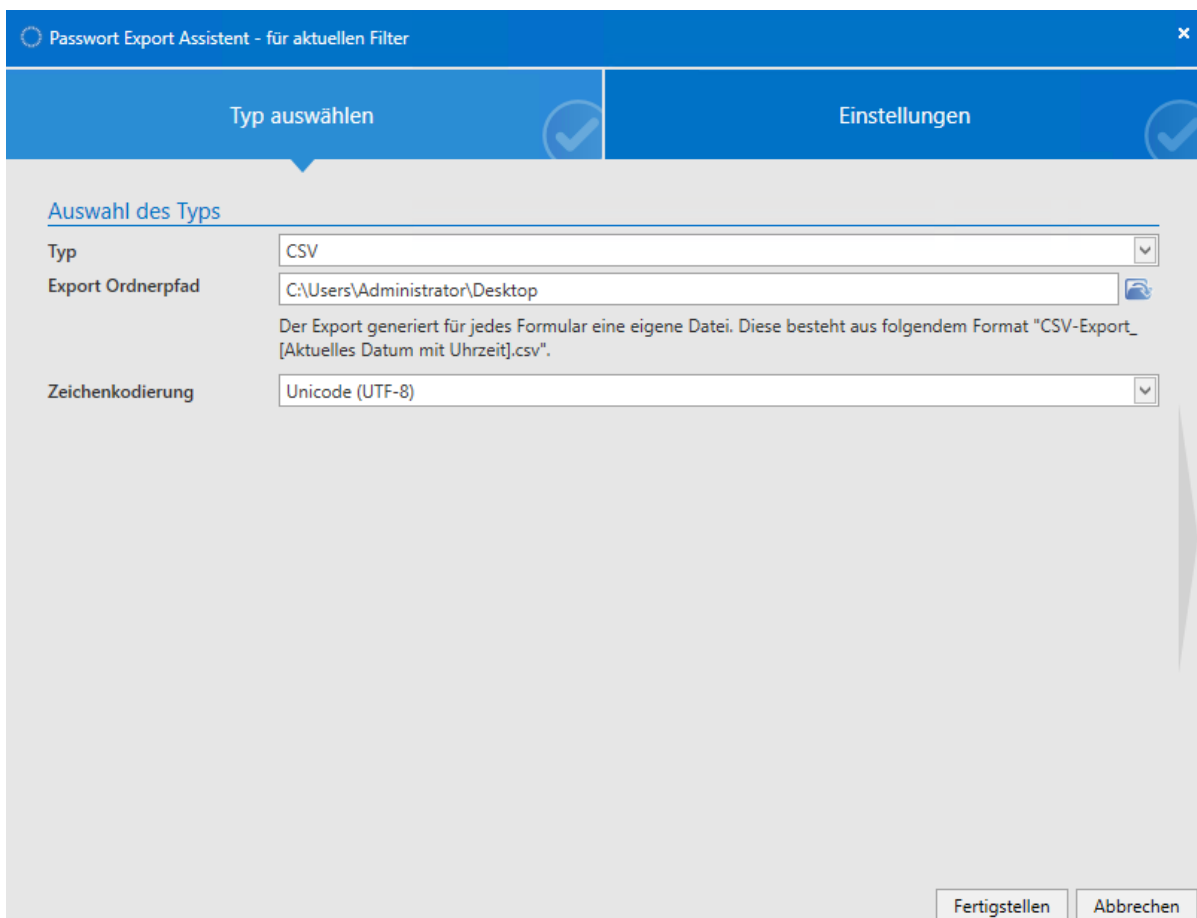 Passwort Export Assistent - für aktuellen Filter
Typ auswählen
Einstellungen
Auswahl des Typs
Typ
CSV
Export Ordnerpfad
C:\Users\Administrator\Desktop
Der Export generiert für jedes Formular eine eigene Datei. Diese besteht aus folgendem Format "CSV-Export_
[Aktuelles Datum mit Uhrzeit].csv".
Zeichenkodierung
Unicode (UTF-8)
Fertigstellen
Abbrechen